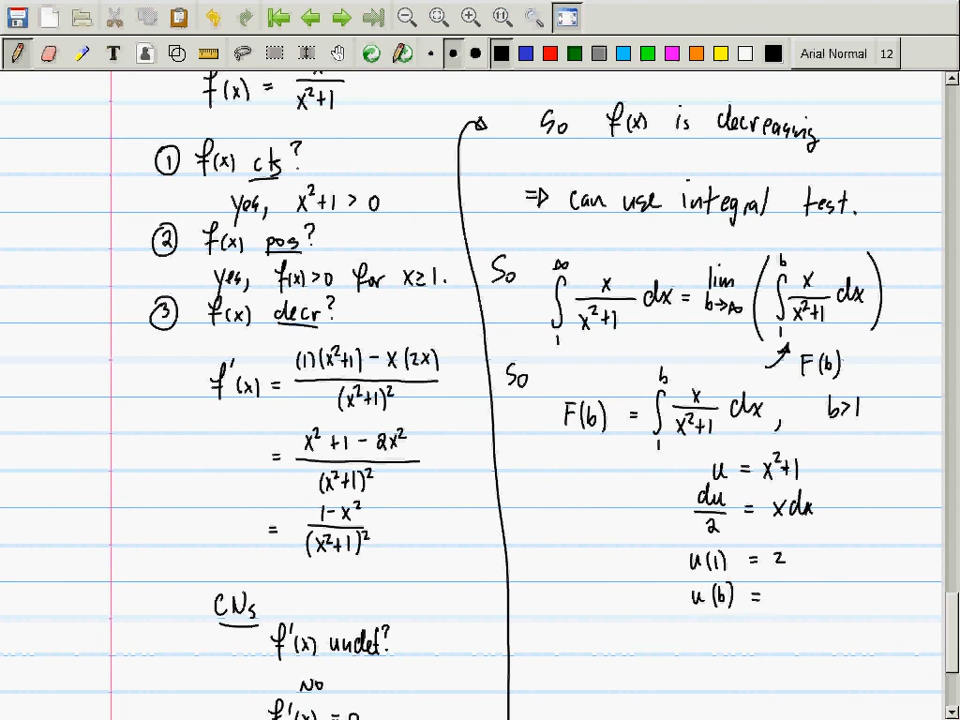 T Arial Normal 12
f(x) = x/(x²+1)
① f(x) cts?
yes, x²+1 > 0
② f(x) pos?
yes, f(x)>0 for x≥1.
③ f(x) decr?
f'(x) = ((1)(x²+1) - x(2x))/(x²+1)²
= (x²+1-2x²)/(x²+1)²
= (1-x²)/(x²+1)²
CNs
f'(x) undef?
NO
f'(x) = 0
So f(x) is decreasing
⇒ can use integral test.
So ∫₁^∞ x/(x²+1) dx = lim b→∞ (∫₁^b x/(x²+1) dx)
F(b)
So
F(b) = ∫₁^b x/(x²+1) dx, b>1
u = x²+1
du/2 = xdx
u(1) = 2
u(b) =